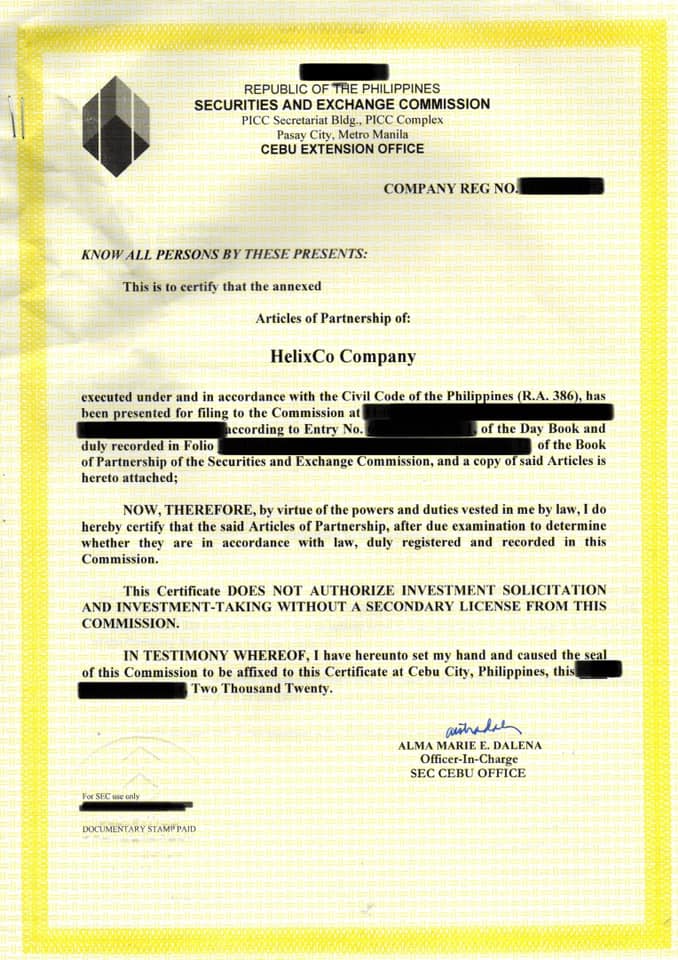 REPUBLIC OF THE PHILIPPINES
SECURITIES AND EXCHANGE COMMISSION
PICC Secretariat Bldg., PICC Complex
Pasay City, Metro Manila
CEBU EXTENSION OFFICE
COMPANY REG NO.
KNOW ALL PERSONS BY THESE PRESENTS:
This is to certify that the annexed
Articles of Partnership of:
HelixCo Company
executed under and in accordance with the Civil Code of the Philippines (R.A. 386), has
been presented for filing to the Commission at
according to Entry No. , of the Day Book and
duly recorded in Folio of the Book
of Partnership of the Securities and Exchange Commission, and a copy of said Articles is
hereto attached;
NOW, THEREFORE, by virtue of the powers and duties vested in me by law, I do
hereby certify that the said Articles of Partnership, after due examination to determine
whether they are in accordance with law, duly registered and recorded in this
Commission.
This Certificate DOES NOT AUTHORIZE INVESTMENT SOLICITATION
AND INVESTMENT-TAKING WITHOUT A SECONDARY LICENSE FROM THIS
COMMISSION.
IN TESTIMONY WHEREOF, I have hereunto set my hand and caused the seal
of this Commission to be affixed to this Certificate at Cebu City, Philippines, this
Two Thousand Twenty.
ALMA MARIE E. DALENA
Officer-In-Charge
SEC CEBU OFFICE
For SEC use only
DOCUMENTARY STAMP PAID